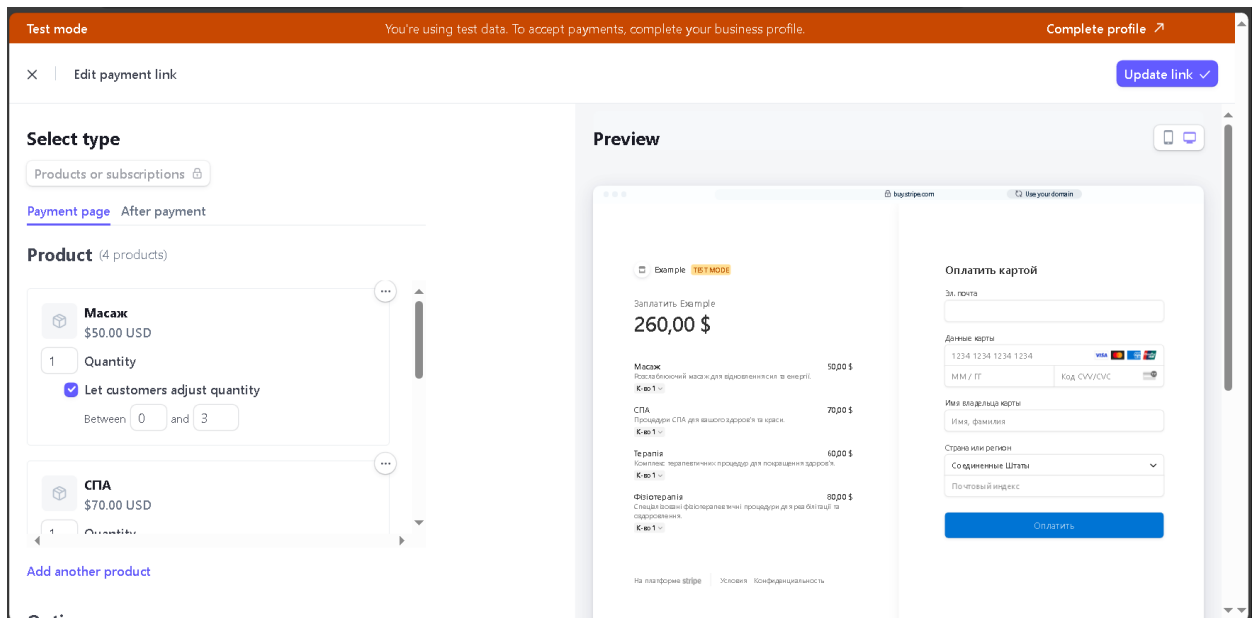 Test mode
You're using test data. To accept payments, complete your business profile.
Complete profile
Edit payment link
Update link
Select type
Products or subscriptions
Payment page After payment
Product (4 products)
Масаж
$50.00 USD
1 Quantity
Let customers adjust quantity
Between 0 and 3
СПА
$70.00 USD
1 Quantity
Add another product
Preview
buy.stripe.com
Use your domain
Example TEST MODE
Заплатить Example
260,00 $
Масаж 50,00 $
Розслаблюючий масаж для відновлення сил та енергії.
К-во 1
СПА 70,00 $
Процедури СПА для вашого здоров'я та краси.
К-во 1
Терапія 60,00 $
Комплекс терапевтичних процедур для покращення здоров'я.
К-во 1
Фізіотерапія 80,00 $
Спеціалізовані фізіотерапевтичні процедури для реабілітації та
оздоровлення.
К-во 1
На платформе stripe
Условия Конфиденциальность
Оплатить картой
Эл. почта
Данные карты
1234 1234 1234 1234 VISA
ММ / ГГ Код CVV/CVC
Имя владельца карты
Имя, фамилия
Страна или регион
Соединенные Штаты
Почтовый индекс
Оплатить